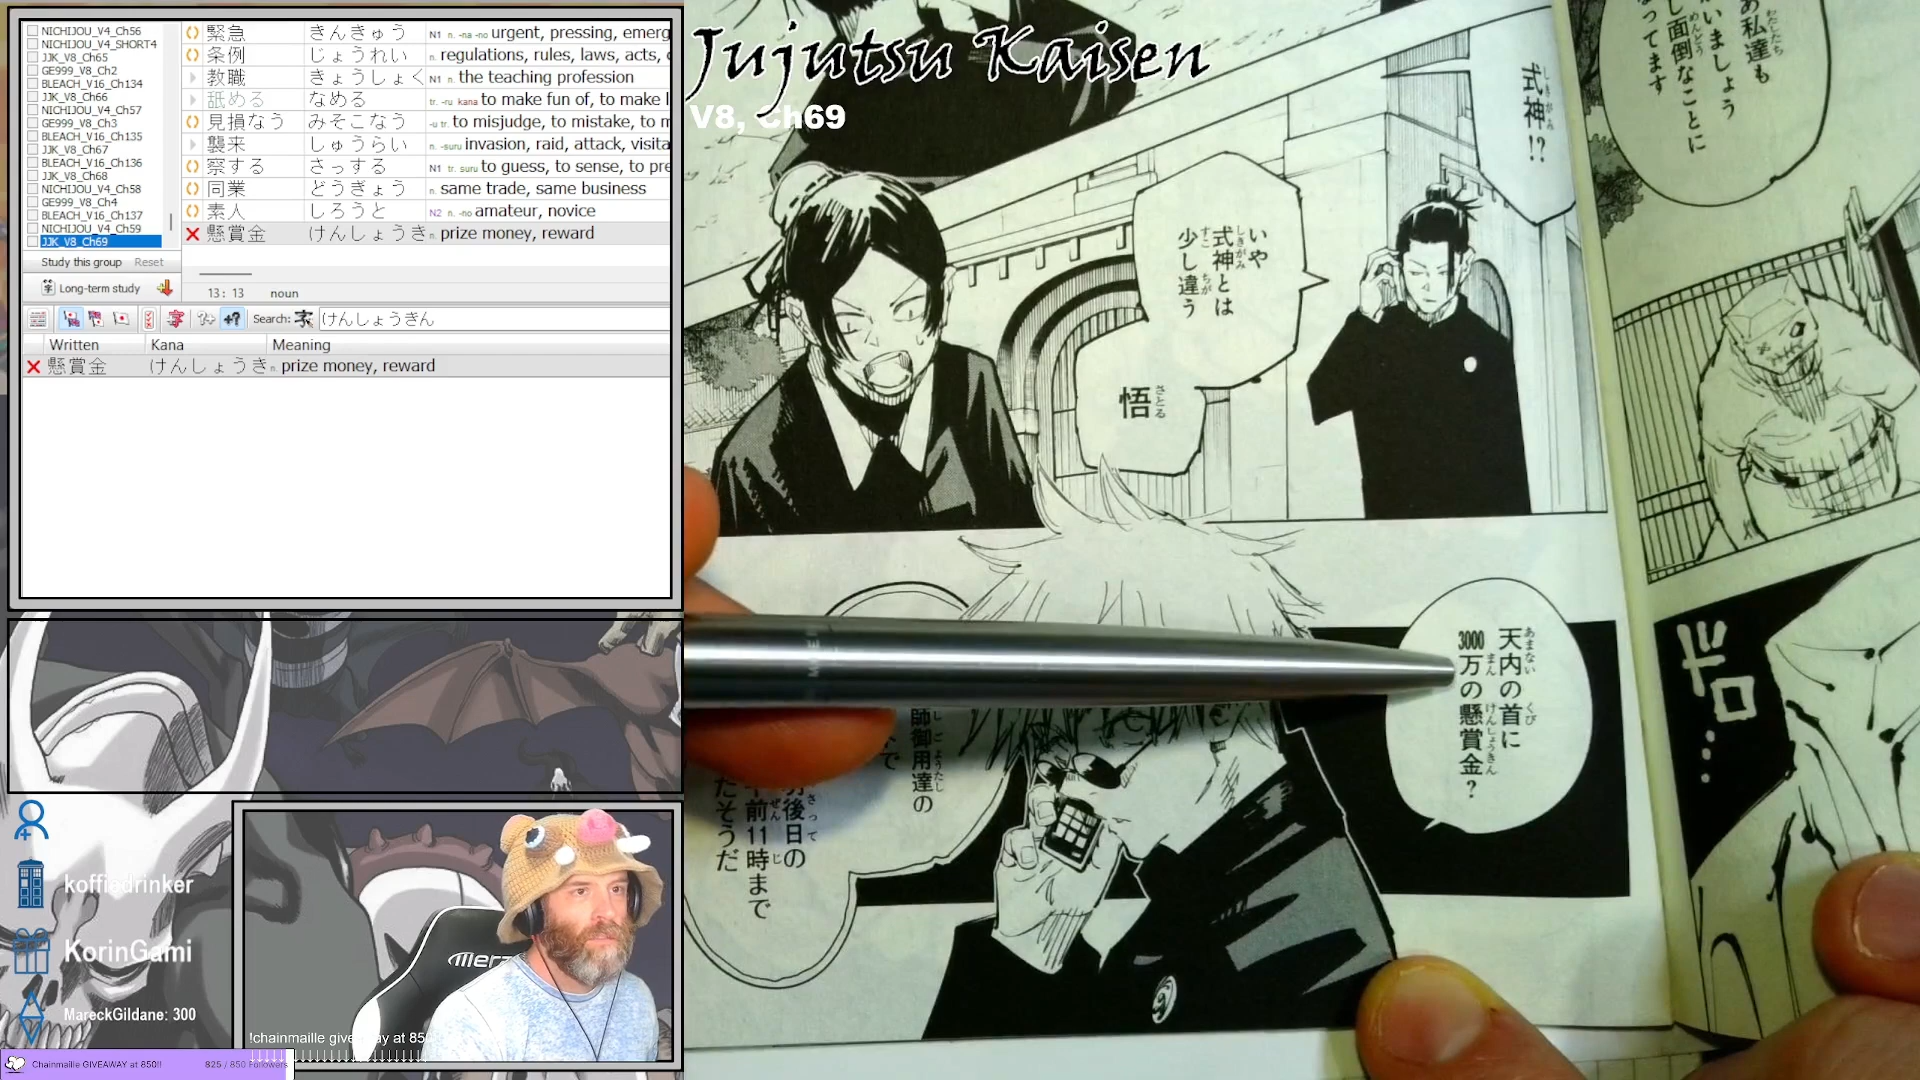 NICHIJOU_V4_Ch56
NICHIJOU_V4_SHORT4
JJK_V8_Ch65
GE999_V8_Ch2
BLEACH_V16_Ch134
JJK_V8_Ch66
NICHIJOU_V4_Ch57
GE999_V8_Ch3
BLEACH_V16_Ch135
JJK_V8_Ch67
BLEACH_V16_Ch136
JJK_V8_Ch68
NICHIJOU_V4_Ch58
GE999_V8_Ch4
BLEACH_V16_Ch137
NICHIJOU_V4_Ch59
JJK_V8_Ch69
Study this group Reset
Long-term study
緊急 きんきゅう N1 n. -na -no urgent, pressing, emerg
条例 じょうれい n. regulations, rules, laws, acts,
教職 きょうしょく N1 n. the teaching profession
舐める なめる tr. -ru kana to make fun of, to make
見損なう みそこなう -u tr. to misjudge, to mistake, to
襲来 しゅうらい n. -suru invasion, raid, attack, visita
察する さっする N1 tr. suru to guess, to sense, to pre
同業 どうぎょう n. same trade, same business
素人 しろうと N2 n. -no amateur, novice
懸賞金 けんしょうき n. prize money, reward
13: 13 noun
Search: けんしょうきん
Written Kana Meaning
懸賞金 けんしょうき n. prize money, reward
Jujutsu Kaisen
V8, Ch69
私達も
いましょう
し面倒なことに
なってます
式神!?
いや
式神とは
少し違う
悟
天内の首に
3000万の懸賞金?
師御用達の
で
後日の
午前11時まで
たそうだ
ドロ…
koffiedrinker
KorinGami
MareckGildane: 300
!chainmaille giveaway at 850
Chainmaille GIVEAWAY at 850!! 825 / 850 Followers